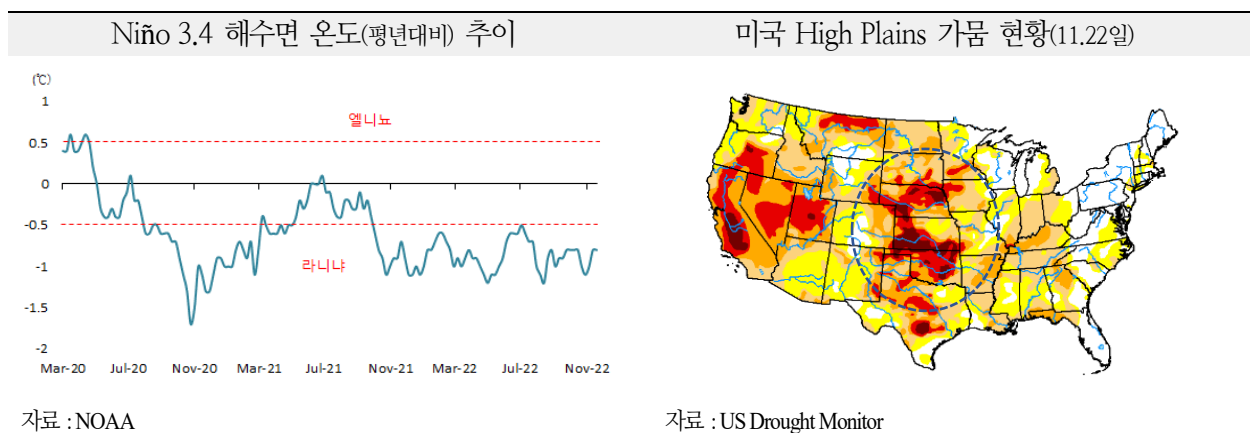 Niño 3.4 해수면 온도(평년대비) 추이
(℃)
1
엘니뇨
0.5
0
-0.5
라니냐
-1
-1.5
-2
Mar-20 Jul-20 Nov-20 Mar-21 Jul-21 Nov-21 Mar-22 Jul-22 Nov-22
자료 : NOAA
미국 High Plains 가뭄 현황(11.22일)
자료 : US Drought Monitor